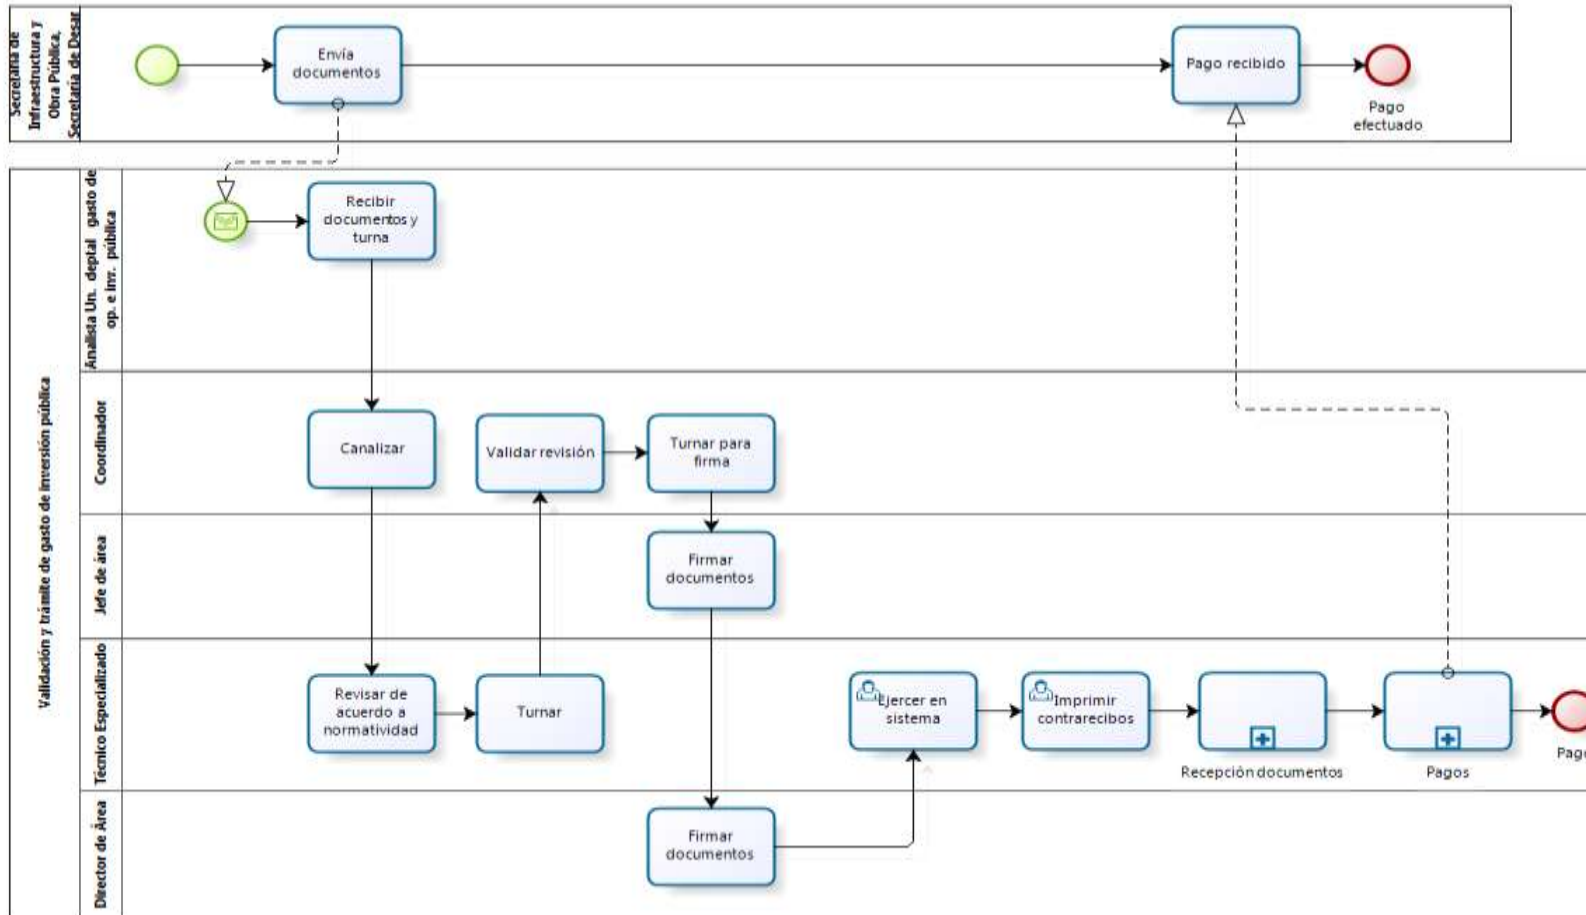 Secretaría de
Infraestructura y
Obra Pública,
Secretaría de Desar
Envía
documentos
Pago recibido
Pago
efectuado
Validación y trámite de gasto de inversión pública
Analista Un. deptal gasto de
op. e inv. pública
Recibir
documentos y
turna
Coordinador
Canalizar
Validar revisión
Turnar para
firma
Jefe de área
Firmar
documentos
Técnico Especializado
Revisar de
acuerdo a
normatividad
Turnar
Ejercer en
sistema
Imprimir
contrarecibos
Recepción documentos
Pagos
Pago
Director de Área
Firmar
documentos